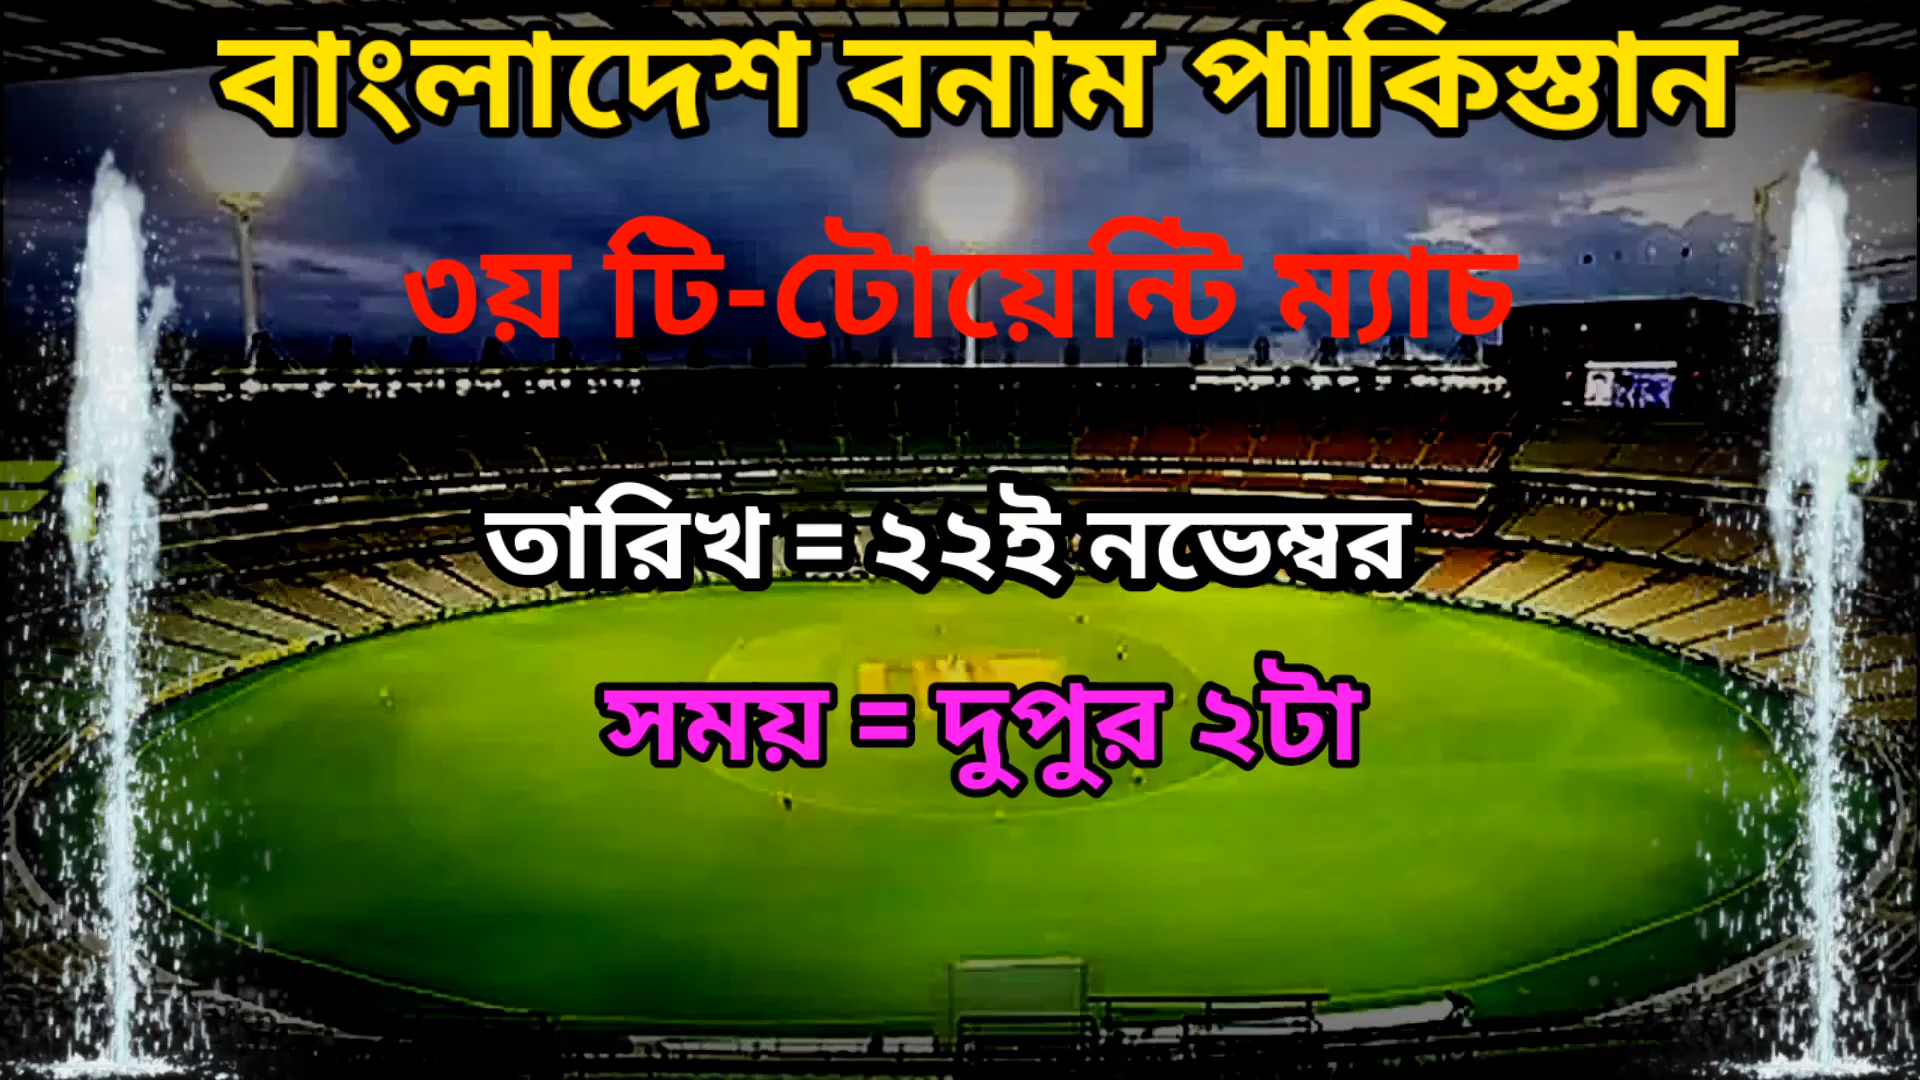 বাংলাদেশ বনাম পাকিস্তান
৩য় টি-টোয়েন্টি ম্যাচ
তারিখ = ২২ই নভেম্বর
সময় = দুপুর ২টা